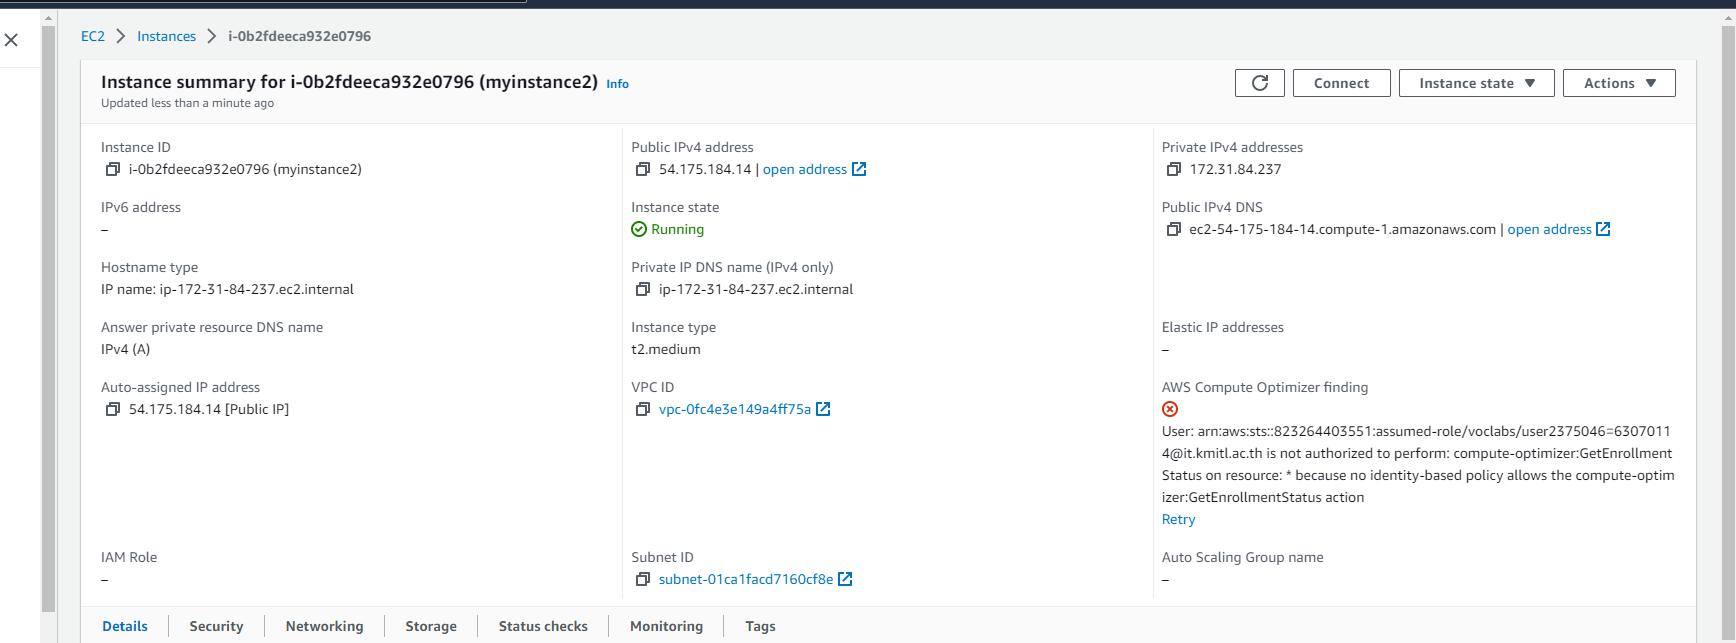 EC2 > Instances > i-0b2fdeeca932e0796
Instance summary for i-0b2fdeeca932e0796 (myinstance2) Info
Updated less than a minute ago
Connect
Instance state
Actions
Instance ID
i-0b2fdeeca932e0796 (myinstance2)
Public IPv4 address
54.175.184.14 | open address
Private IPv4 addresses
172.31.84.237
IPv6 address
–
Instance state
Running
Public IPv4 DNS
ec2-54-175-184-14.compute-1.amazonaws.com | open address
Hostname type
IP name: ip-172-31-84-237.ec2.internal
Private IP DNS name (IPv4 only)
ip-172-31-84-237.ec2.internal
Answer private resource DNS name
IPv4 (A)
Instance type
t2.medium
Elastic IP addresses
–
Auto-assigned IP address
54.175.184.14 [Public IP]
VPC ID
vpc-0fc4e3e149a4ff75a
AWS Compute Optimizer finding
User: arn:aws:sts::823264403551:assumed-role/voclabs/user2375046=6307011
4@it.kmitl.ac.th is not authorized to perform: compute-optimizer:GetEnrollment
Status on resource: * because no identity-based policy allows the compute-optim
izer:GetEnrollmentStatus action
Retry
IAM Role
–
Subnet ID
subnet-01ca1facd7160cf8e
Auto Scaling Group name
–
Details
Security
Networking
Storage
Status checks
Monitoring
Tags